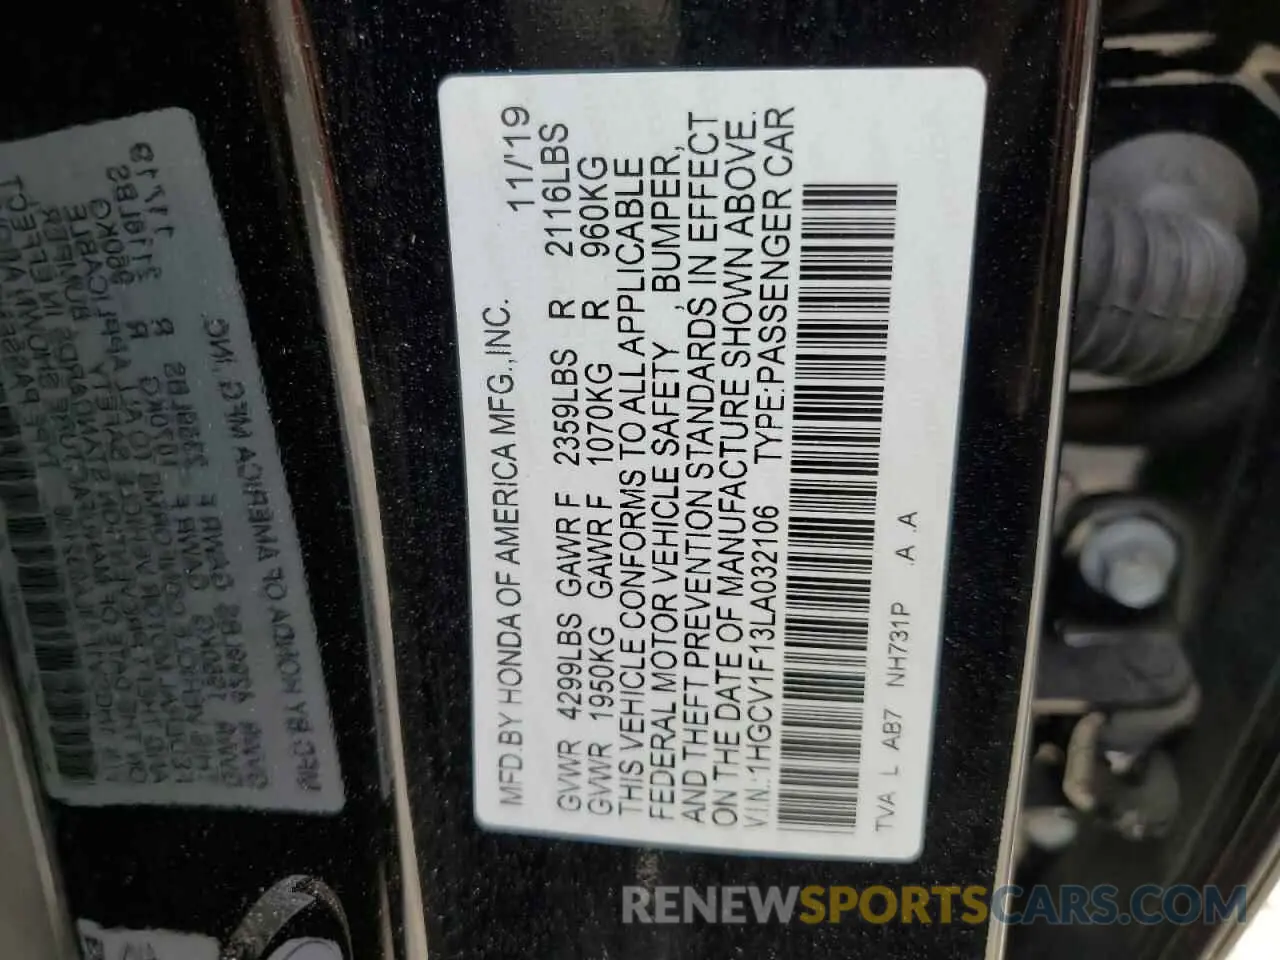 MFD.BY HONDA OF AMERICA MFG.,INC. 11/'19
GVWR 4299LBS GAWR F 2359LBS R 2116LBS
GVWR 1950KG GAWR F 1070KG R 960KG
THIS VEHICLE CONFORMS TO ALL APPLICABLE
FEDERAL MOTOR VEHICLE SAFETY , BUMPER,
AND THEFT PREVENTION STANDARDS IN EFFECT
ON THE DATE OF MANUFACTURE SHOWN ABOVE.
V.I.N.:1HGCV1F13LA032106 TYPE:PASSENGER CAR
TVA L AB7 NH731P .A .A
RENEWSPORTSCARS.COM